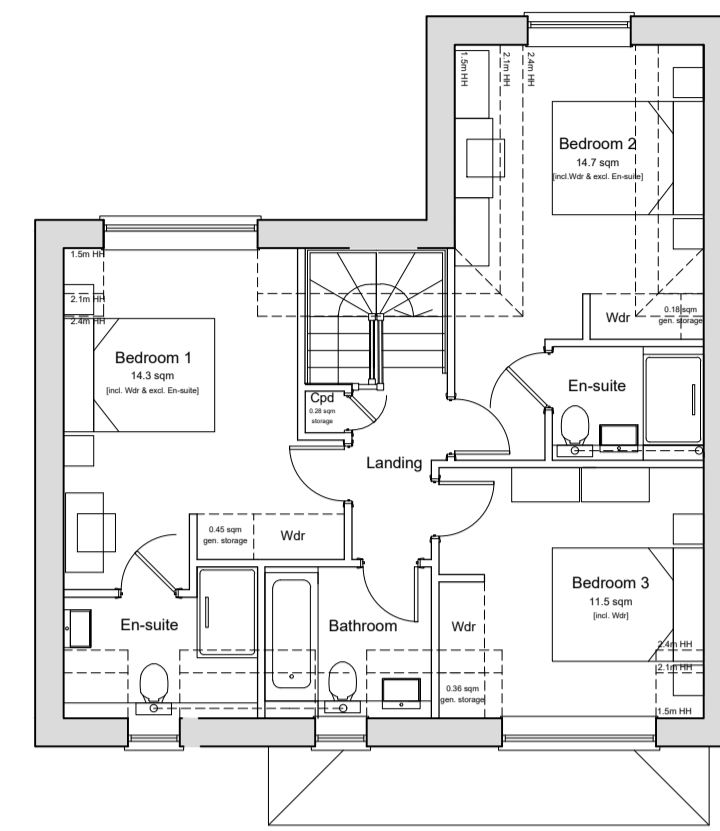 1.5m HH
2.1m HH
2.4m HH
Bedroom 2
14.7 sqm
[incl.Wdr & excl. En-suite]
1.5m HH
2.1m HH
2.4m HH
Wdr
0.18 sqm
gen. storage
Bedroom 1
14.3 sqm
[incl. Wdr & excl. En-suite]
En-suite
Cpd
0.28 sqm
storage
Landing
0.45 sqm
gen. storage
Wdr
Bedroom 3
11.5 sqm
[incl. Wdr]
En-suite
Bathroom
Wdr
2.4m HH
2.1m HH
0.36 sqm
gen. storage
1.5m HH